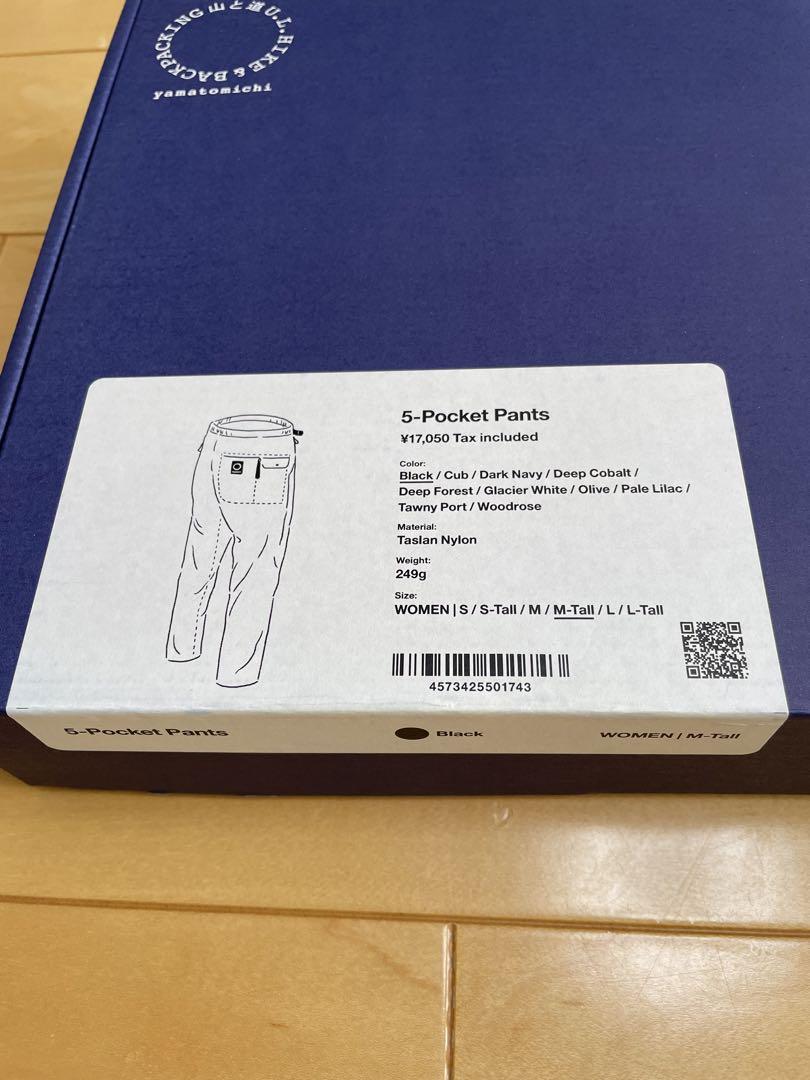 山と道 U.L. HIKE & BACKPACKING
yamatomichi
5-Pocket Pants
¥17,050 Tax included
Color:
Black / Cub / Dark Navy / Deep Cobalt /
Deep Forest / Glacier White / Olive / Pale Lilac /
Tawny Port / Woodrose
Material:
Taslan Nylon
Weight:
249g
Size:
WOMEN | S / S-Tall / M / M-Tall / L / L-Tall
4573425501743
5-Pocket Pants
Black
WOMEN | M-Tall